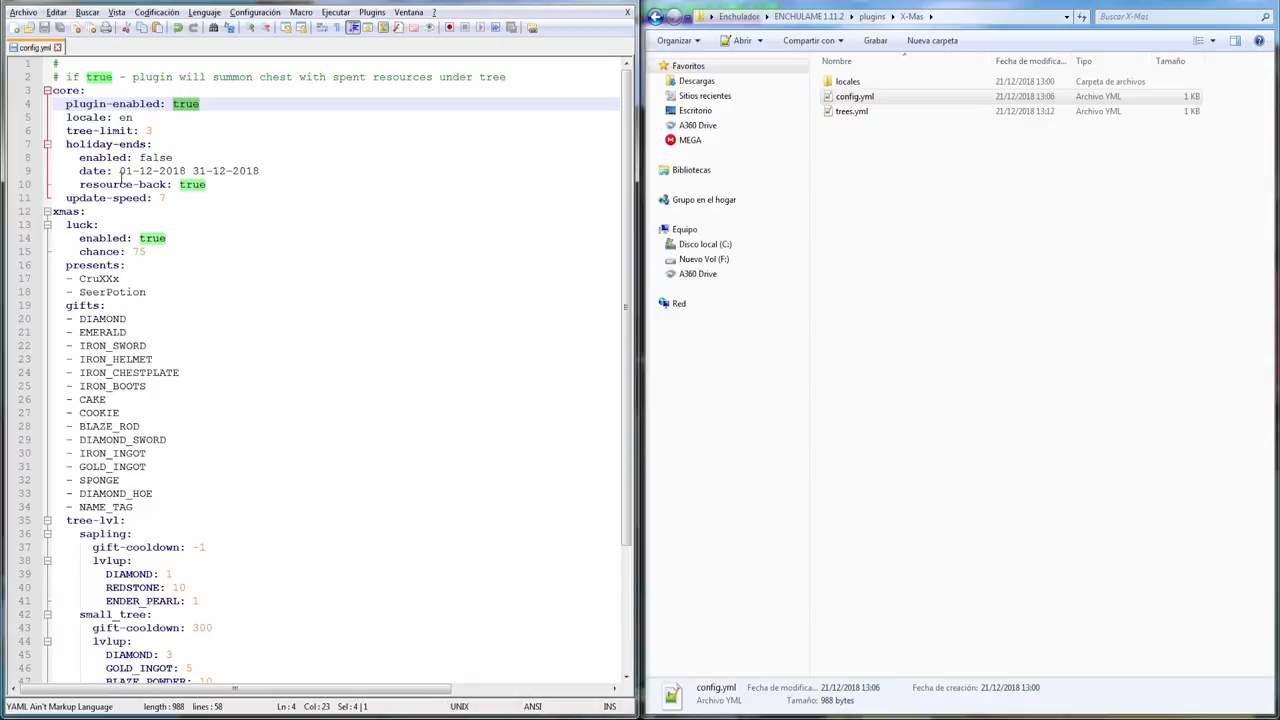 Archivo Editar Buscar Vista Codificación Lenguaje Configuración Macro Ejecutar Plugins Ventana ? X
config.yml
1 #
2 # if true - plugin will summon chest with spent resources under tree
3 core:
4 plugin-enabled: true
5 locale: en
6 tree-limit: 3
7 holiday-ends:
8 enabled: false
9 date: 01-12-2018 31-12-2018
10 resource-back: true
11 update-speed: 7
12 xmas:
13 luck:
14 enabled: true
15 chance: 75
16 presents:
17 - CruXXx
18 - SeerPotion
19 gifts:
20 - DIAMOND
21 - EMERALD
22 - IRON_SWORD
23 - IRON_HELMET
24 - IRON_CHESTPLATE
25 - IRON_BOOTS
26 - CAKE
27 - COOKIE
28 - BLAZE_ROD
29 - DIAMOND_SWORD
30 - IRON_INGOT
31 - GOLD_INGOT
32 - SPONGE
33 - DIAMOND_HOE
34 - NAME_TAG
35 tree-lvl:
36 sapling:
37 gift-cooldown: -1
38 lvlup:
39 DIAMOND: 1
40 REDSTONE: 10
41 ENDER_PEARL: 1
42 small_tree:
43 gift-cooldown: 300
44 lvlup:
45 DIAMOND: 3
46 GOLD_INGOT: 5
47 BLAZE_POWDER: 10
YAML Ain't Markup Language length: 988 lines: 58 Ln: 4 Col: 23 Sel: 4 | 1 UNIX ANSI INS
Enchulador ENCHULAME 1.11.2 plugins X-Mas Buscar X-Mas
Organizar Abrir Compartir con Grabar Nueva carpeta
Favoritos
Descargas
Sitios recientes
Escritorio
A360 Drive
MEGA
Bibliotecas
Grupo en el hogar
Equipo
Disco local (C:)
Nuevo Vol (F:)
A360 Drive
Red
Nombre Fecha de modifica... Tipo Tamaño
locales 21/12/2018 13:00 Carpeta de archivos
config.yml 21/12/2018 13:06 Archivo YML 1 KB
trees.yml 21/12/2018 13:12 Archivo YML 1 KB
config.yml Fecha de modifica... 21/12/2018 13:06 Fecha de creación: 21/12/2018 13:00
Archivo YML Tamaño: 988 bytes